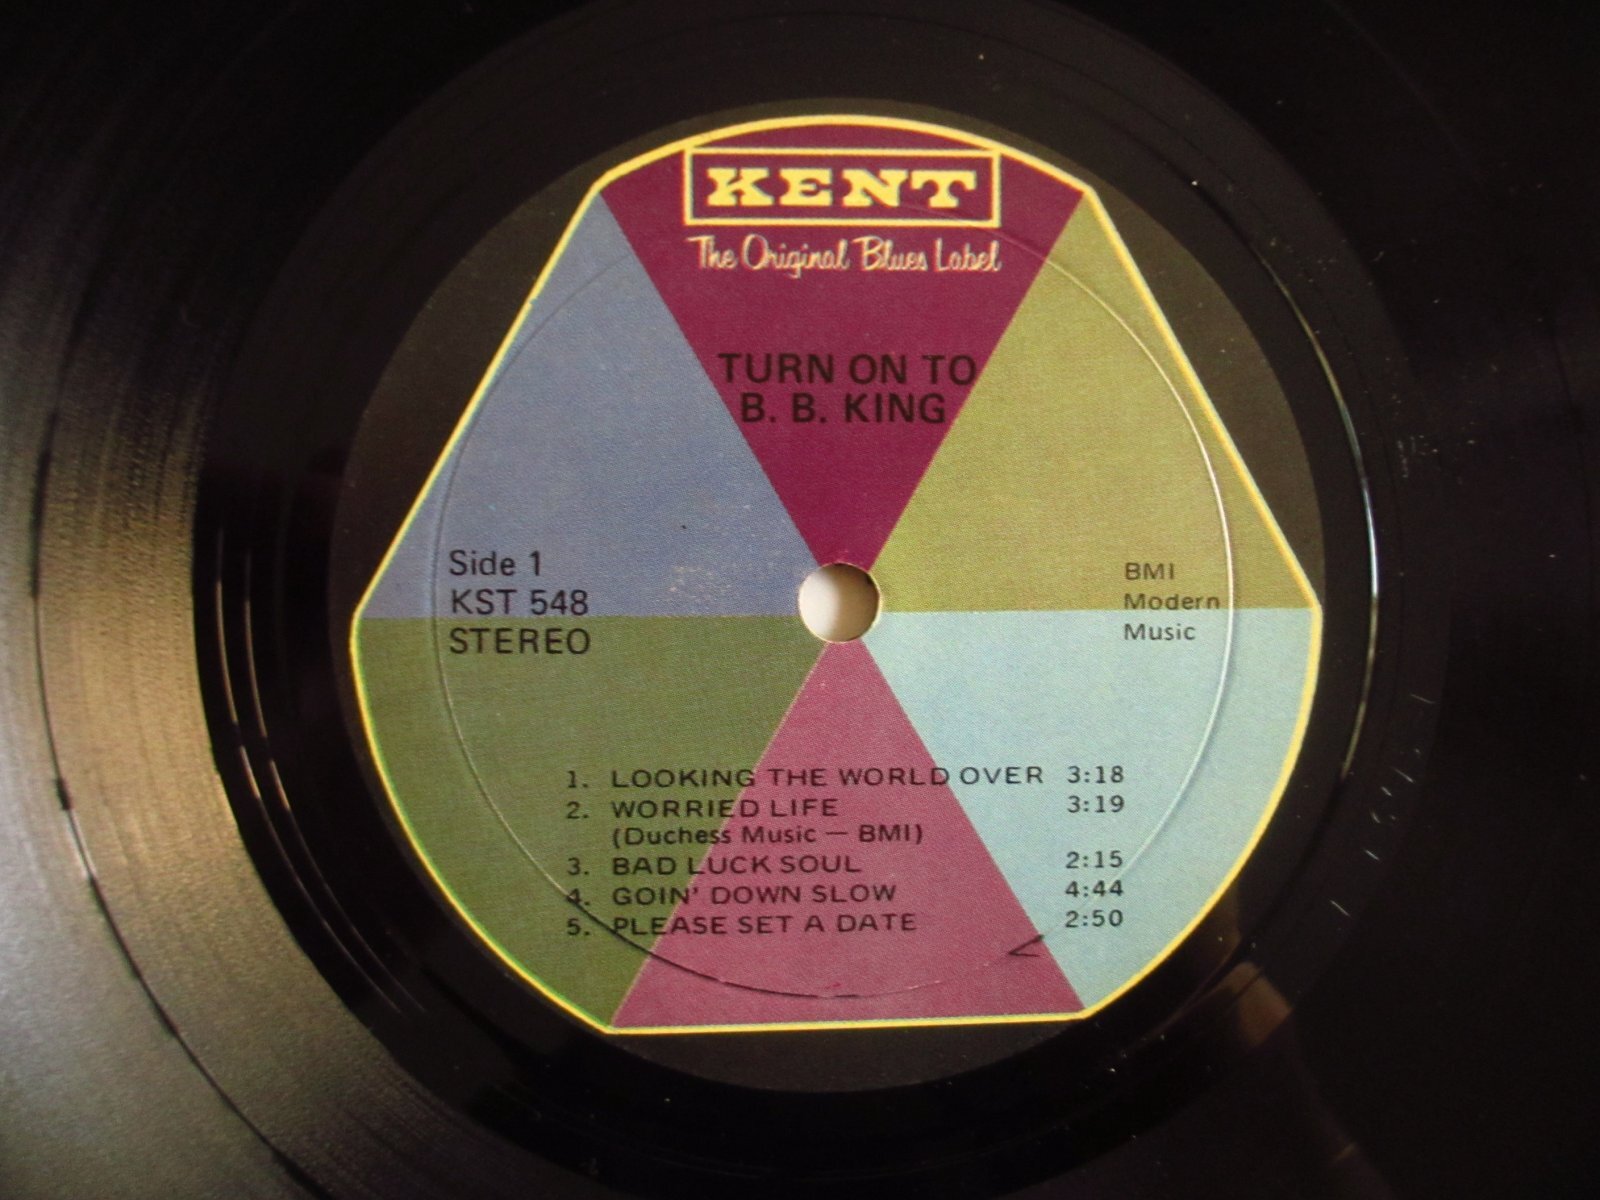 KENT
The Original Blues Label
TURN ON TO
B. B. KING
Side 1
KST 548
STEREO
BMI
Modern
Music
1. LOOKING THE WORLD OVER 3:18
2. WORRIED LIFE 3:19
(Duchess Music — BMI)
3. BAD LUCK SOUL 2:15
4. GOIN' DOWN SLOW 4:44
5. PLEASE SET A DATE 2:50